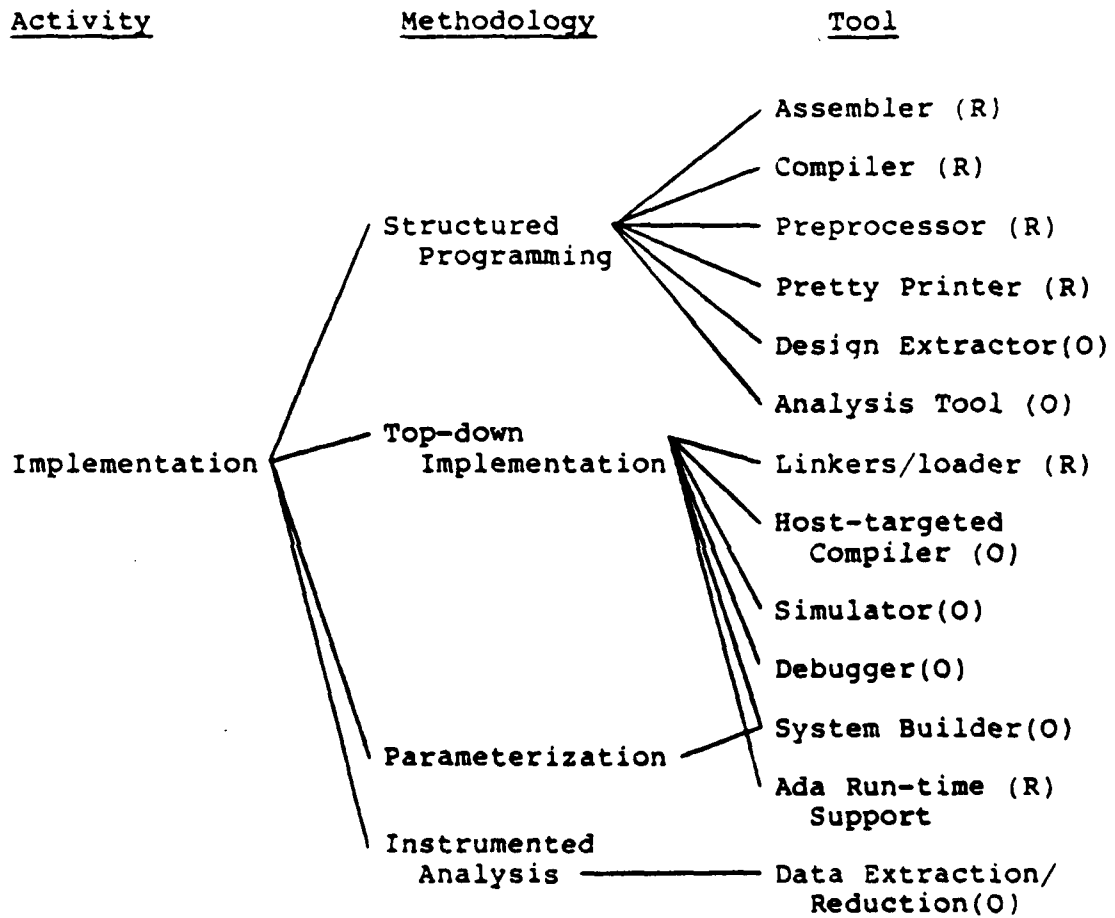 Activity Methodology Tool
Assembler (R)
Compiler (R)
Structured Preprocessor (R)
Programming
Pretty Printer (R)
Design Extractor(O)
Analysis Tool (O)
Top-down
Implementation Implementation Linkers/loader (R)
Host-targeted
Compiler (O)
Simulator(O)
Debugger(O)
System Builder(O)
Parameterization
Ada Run-time (R)
Support
Instrumented
Analysis Data Extraction/
Reduction(O)